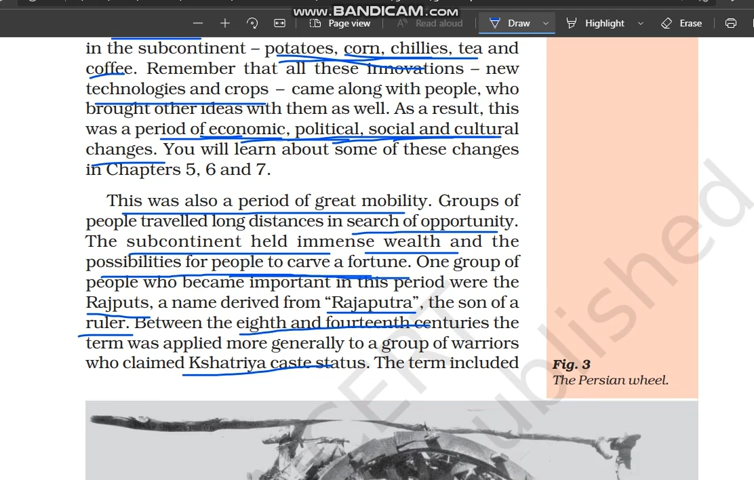 WWW.BANDICAM.COM
Page view
Read aloud
Draw
Highlight
Erase
in the subcontinent – potatoes, corn, chillies, tea and
coffee. Remember that all these innovations – new
technologies and crops – came along with people, who
brought other ideas with them as well. As a result, this
was a period of economic, political, social and cultural
changes. You will learn about some of these changes
in Chapters 5, 6 and 7.
This was also a period of great mobility. Groups of
people travelled long distances in search of opportunity.
The subcontinent held immense wealth and the
possibilities for people to carve a fortune. One group of
people who became important in this period were the
Rajputs, a name derived from “Rajaputra”, the son of a
ruler. Between the eighth and fourteenth centuries the
term was applied more generally to a group of warriors
who claimed Kshatriya caste status. The term included
Fig. 3
The Persian wheel.